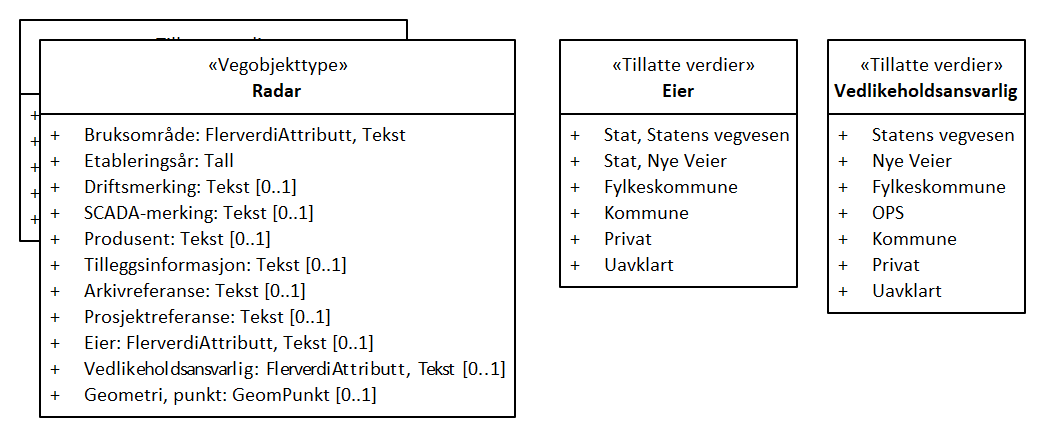 «Vegobjekttype»
Radar
+ Bruksområde: FlerverdiAttributt, Tekst
+ Etableringsår: Tall
+ Driftsmerking: Tekst [0..1]
+ SCADA-merking: Tekst [0..1]
+ Produsent: Tekst [0..1]
+ Tilleggsinformasjon: Tekst [0..1]
+ Arkivreferanse: Tekst [0..1]
+ Prosjektreferanse: Tekst [0..1]
+ Eier: FlerverdiAttributt, Tekst [0..1]
+ Vedlikeholdsansvarlig: FlerverdiAttributt, Tekst [0..1]
+ Geometri, punkt: GeomPunkt [0..1]
+
+
+
+
+
«Tillatte verdier»
Eier
+ Stat, Statens vegvesen
+ Stat, Nye Veier
+ Fylkeskommune
+ Kommune
+ Privat
+ Uavklart
«Tillatte verdier»
Vedlikeholdsansvarlig
+ Statens vegvesen
+ Nye Veier
+ Fylkeskommune
+ OPS
+ Kommune
+ Privat
+ Uavklart